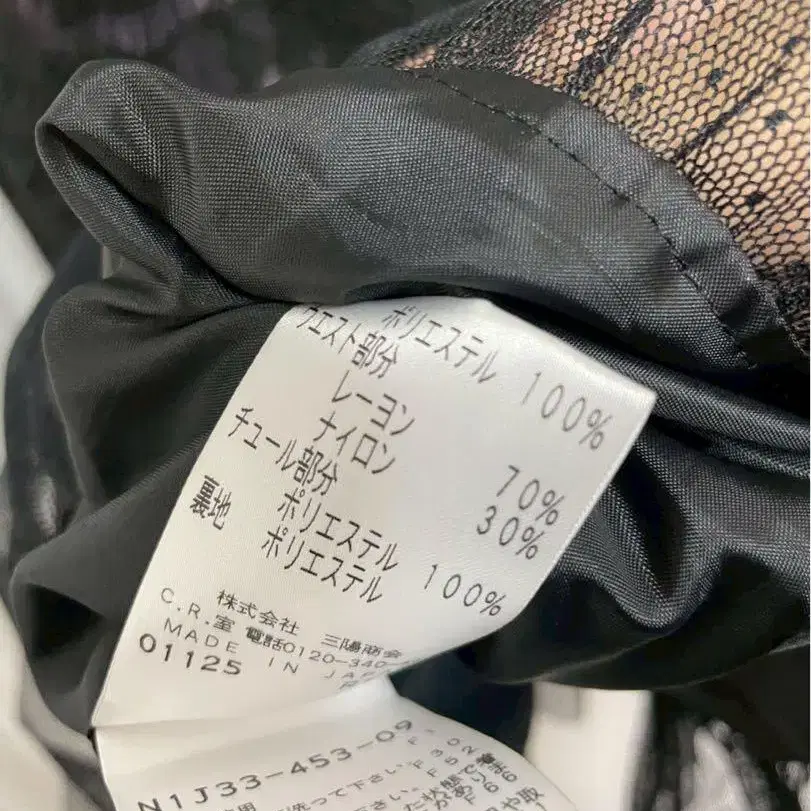 ポリエステル 100%
ウエスト部分
レーヨン 70%
ナイロン 30%
チュール部分
ポリエステル 100%
裏地 ポリエステル
株式会社 三陽商会
C.R.室 電話0120-340-
MADE IN JAP
01125
N1J33-453-09